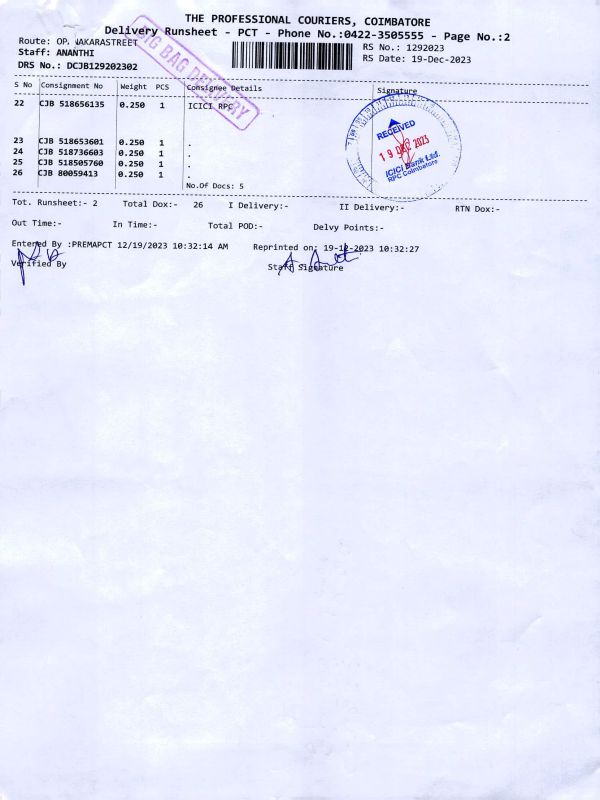 THE PROFESSIONAL COURIERS, COIMBATORE
Delivery Runsheet - PCT - Phone No.:0422-3505555 - Page No.:2
Route: OP. NAKARASTREET
RS No.: 1292023
Staff: ANANTHI
RS Date: 19-Dec-2023
DRS No.: DCJB129202302
BIG BAG DELIVERY
S No Consignment No Weight PCS Consignee Details Signature
22 CJB 518656135 0.250 1 ICICI RPC
RECEIVED
19 DEC 2023
ICICI Bank Ltd.
RPC Coimbatore
23 CJB 518653601 0.250 1 .
24 CJB 518736603 0.250 1 .
25 CJB 518505760 0.250 1 .
26 CJB 80059413 0.250 1 .
No.Of Docs: 5
Tot. Runsheet:- 2 Total Dox:- 26 I Delivery:- II Delivery:- RTN Dox:-
Out Time:- In Time:- Total POD:- Delvy Points:-
Entered By :PREMAPCT 12/19/2023 10:32:14 AM Reprinted on: 19-12-2023 10:32:27
Verified By Staff Signature